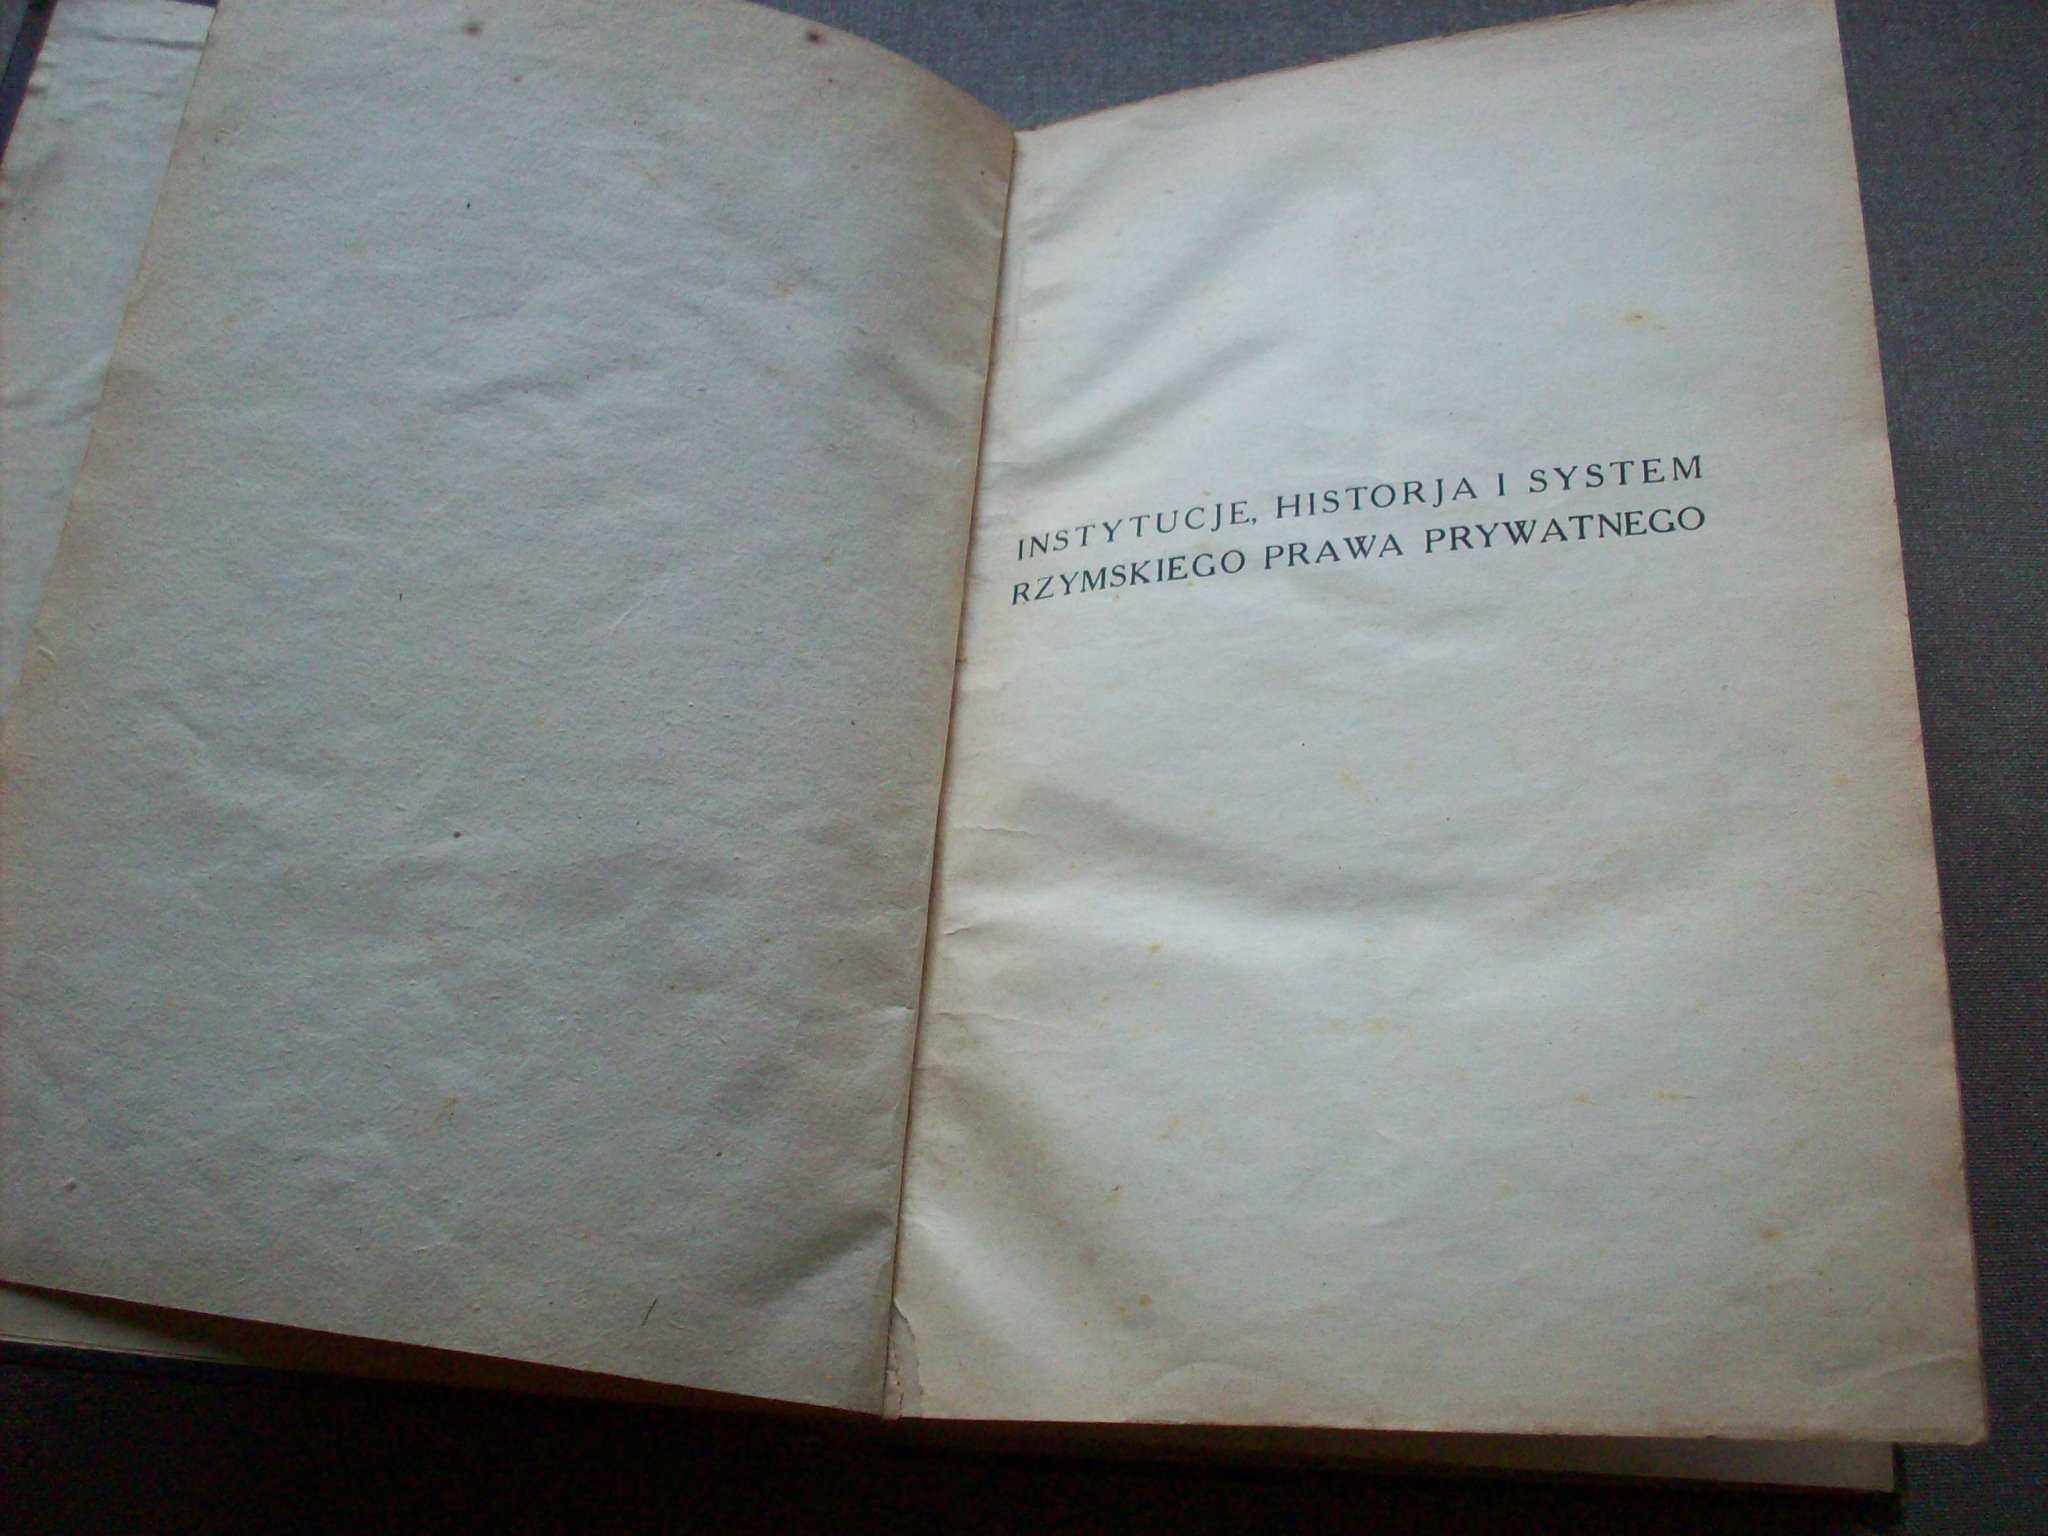 INSTYTUCJE, HISTORJA I SYSTEM
RZYMSKIEGO PRAWA PRYWATNEGO